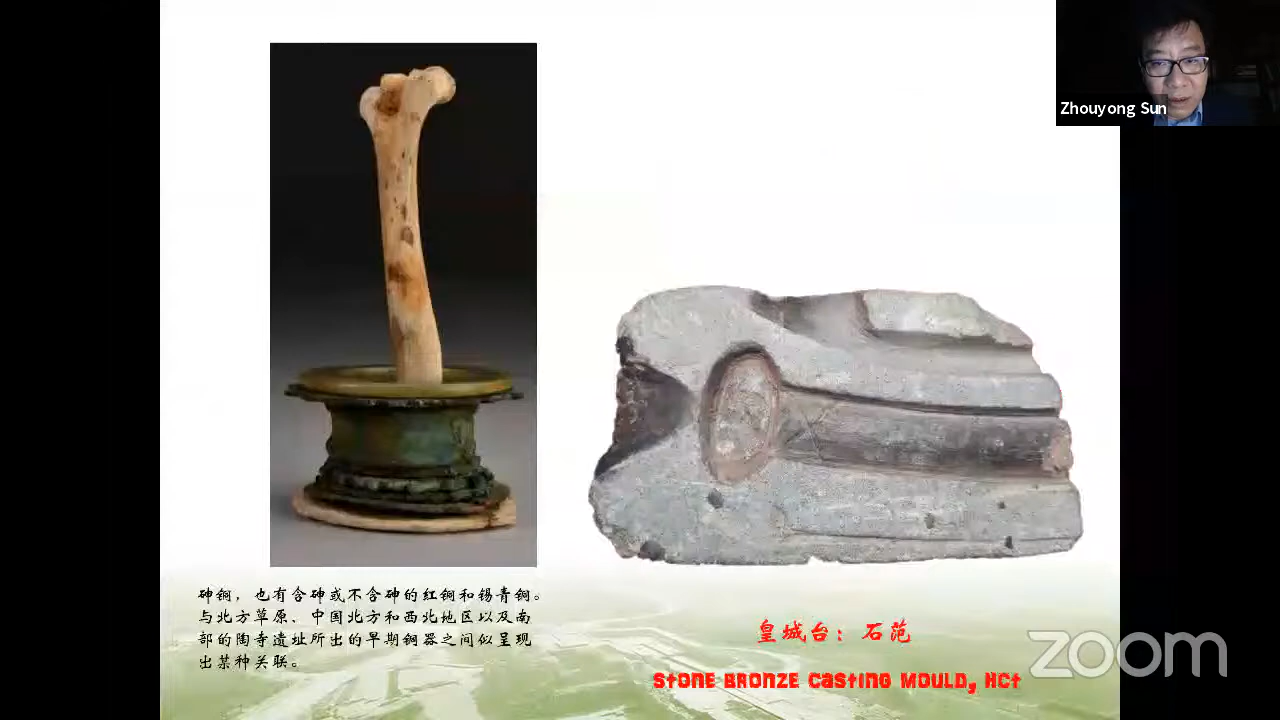 Zhouyong Sun
砷铜，也有含砷或不含砷的红铜和锡青铜。
与北方草原、中国北方和西北地区以及南
部的陶寺遗址所出的早期铜器之间似呈现
出某种关联。
皇城台：石范
STONE BRONZE CASTING MOULD, HCT
zoom